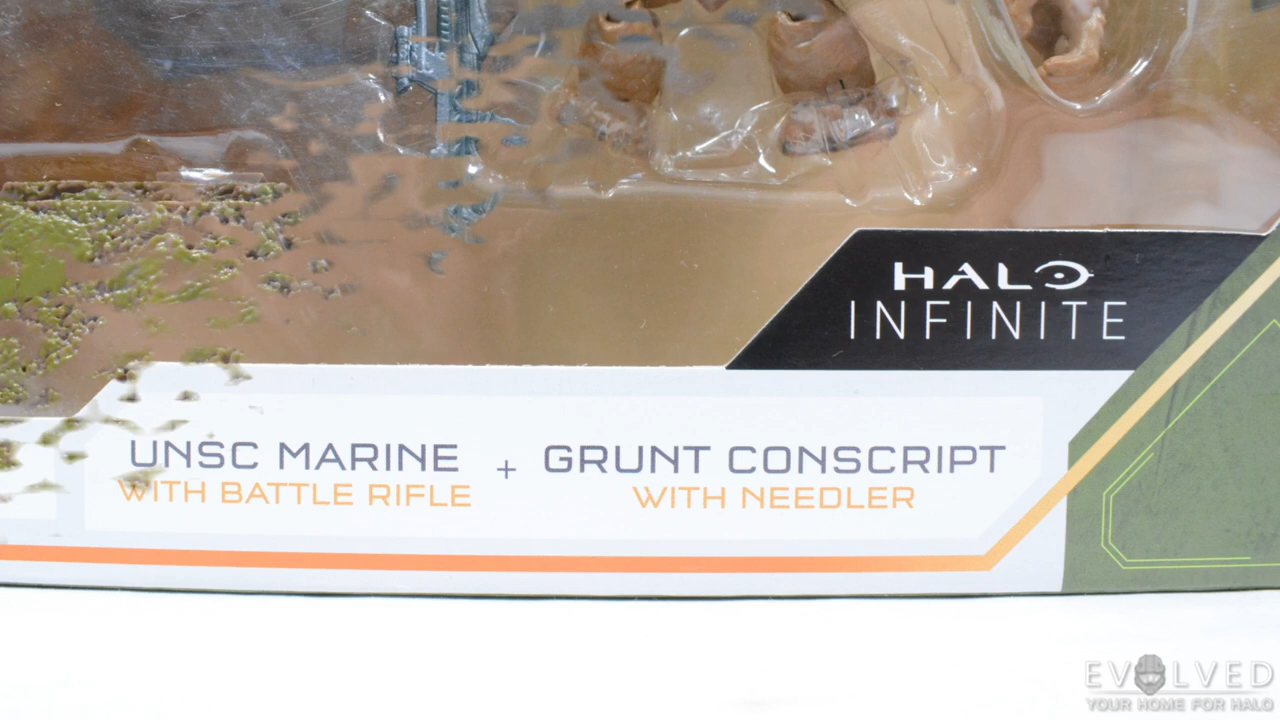 HALO
INFINITE
UNSC MARINE + GRUNT CONSCRIPT
WITH BATTLE RIFLE WITH NEEDLER
EVOLVED
YOUR HOME FOR HALO